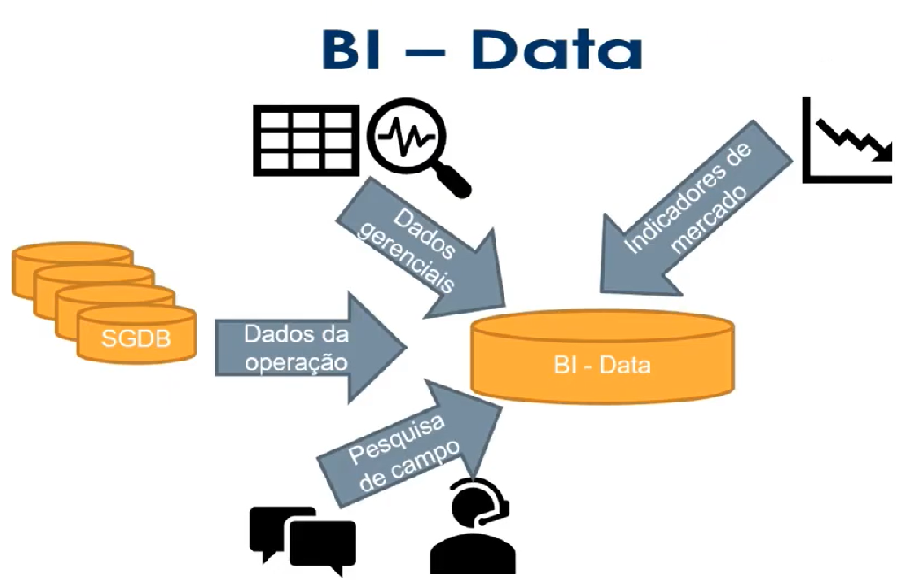 BI – Data
Dados
gerenciais
Indicadores de
mercado
SGDB
Dados da
operação
BI - Data
Pesquisa
de campo